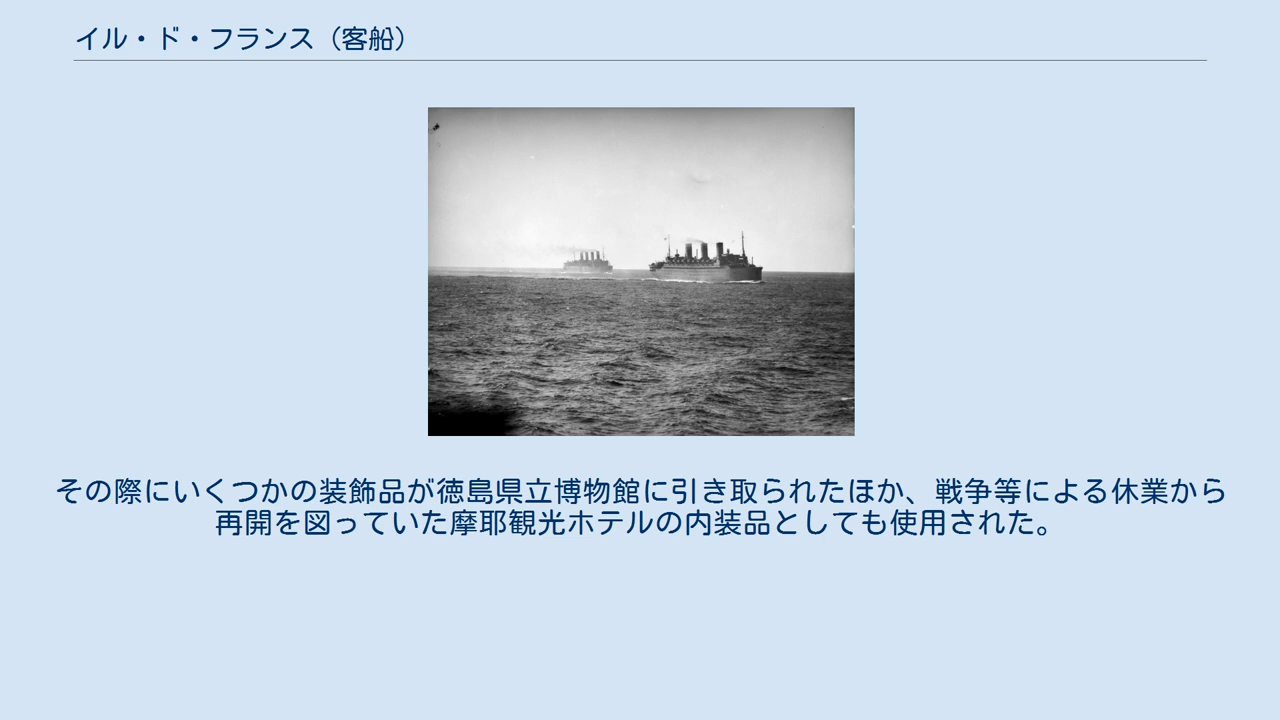 イル・ド・フランス（客船）
その際にいくつかの装飾品が徳島県立博物館に引き取られたほか、戦争等による休業から
再開を図っていた摩耶観光ホテルの内装品としても使用された。